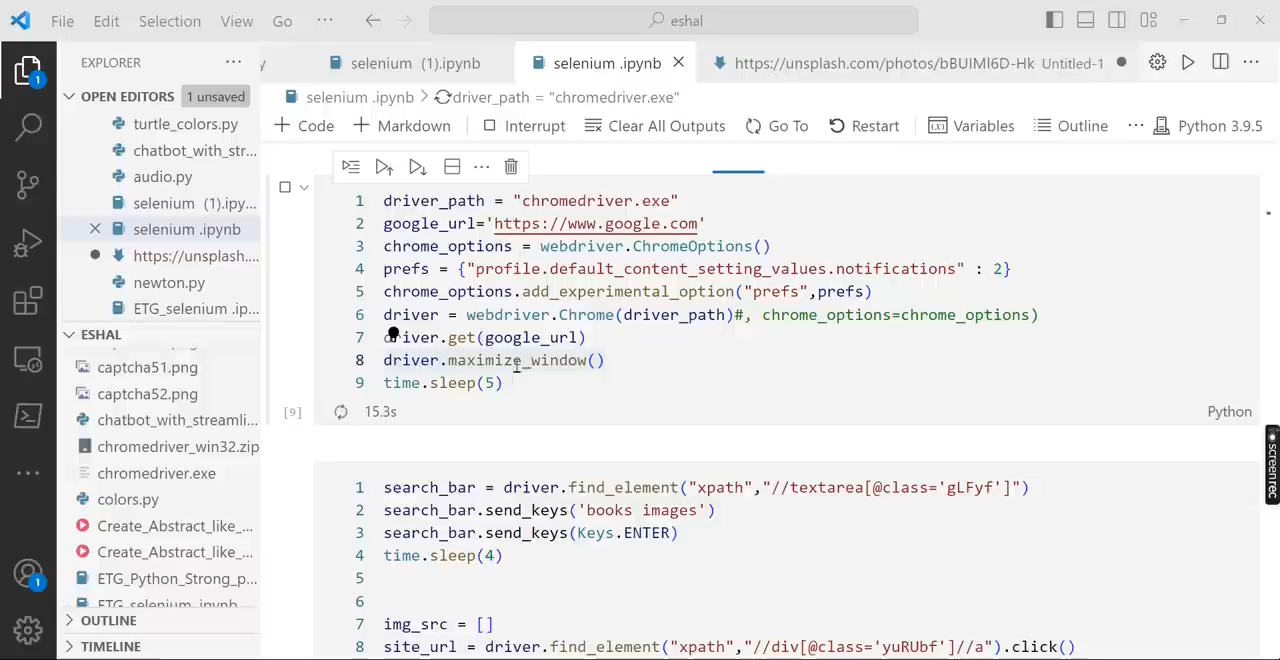 File Edit Selection View Go ··· eshal
EXPLORER ··· y selenium (1).ipynb selenium .ipynb https://unsplash.com/photos/bBUIMl6D-Hk Untitled-1
OPEN EDITORS 1 unsaved
selenium .ipynb > driver_path = "chromedriver.exe"
+ Code + Markdown Interrupt Clear All Outputs Go To Restart Variables Outline ··· Python 3.9.5
turtle_colors.py
chatbot_with_str...
audio.py
selenium (1).ipy...
selenium .ipynb
https://unsplash....
newton.py
ETG_selenium .ip...
ESHAL
captcha51.png
captcha52.png
chatbot_with_streamli...
chromedriver_win32.zip
chromedriver.exe
colors.py
Create_Abstract_like_...
Create_Abstract_like_...
ETG_Python_Strong_p...
ETG_selenium .ipynb
OUTLINE
TIMELINE
1
1
1 driver_path = "chromedriver.exe"
2 google_url='https://www.google.com'
3 chrome_options = webdriver.ChromeOptions()
4 prefs = {"profile.default_content_setting_values.notifications" : 2}
5 chrome_options.add_experimental_option("prefs",prefs)
6 driver = webdriver.Chrome(driver_path)#, chrome_options=chrome_options)
7 driver.get(google_url)
8 driver.maximize_window()
9 time.sleep(5)
[9] 15.3s Python
1 search_bar = driver.find_element("xpath","//textarea[@class='gLFyf']")
2 search_bar.send_keys('books images')
3 search_bar.send_keys(Keys.ENTER)
4 time.sleep(4)
5
6
7 img_src = []
8 site_url = driver.find_element("xpath","//div[@class='yuRUbf']//a").click()
screenrec